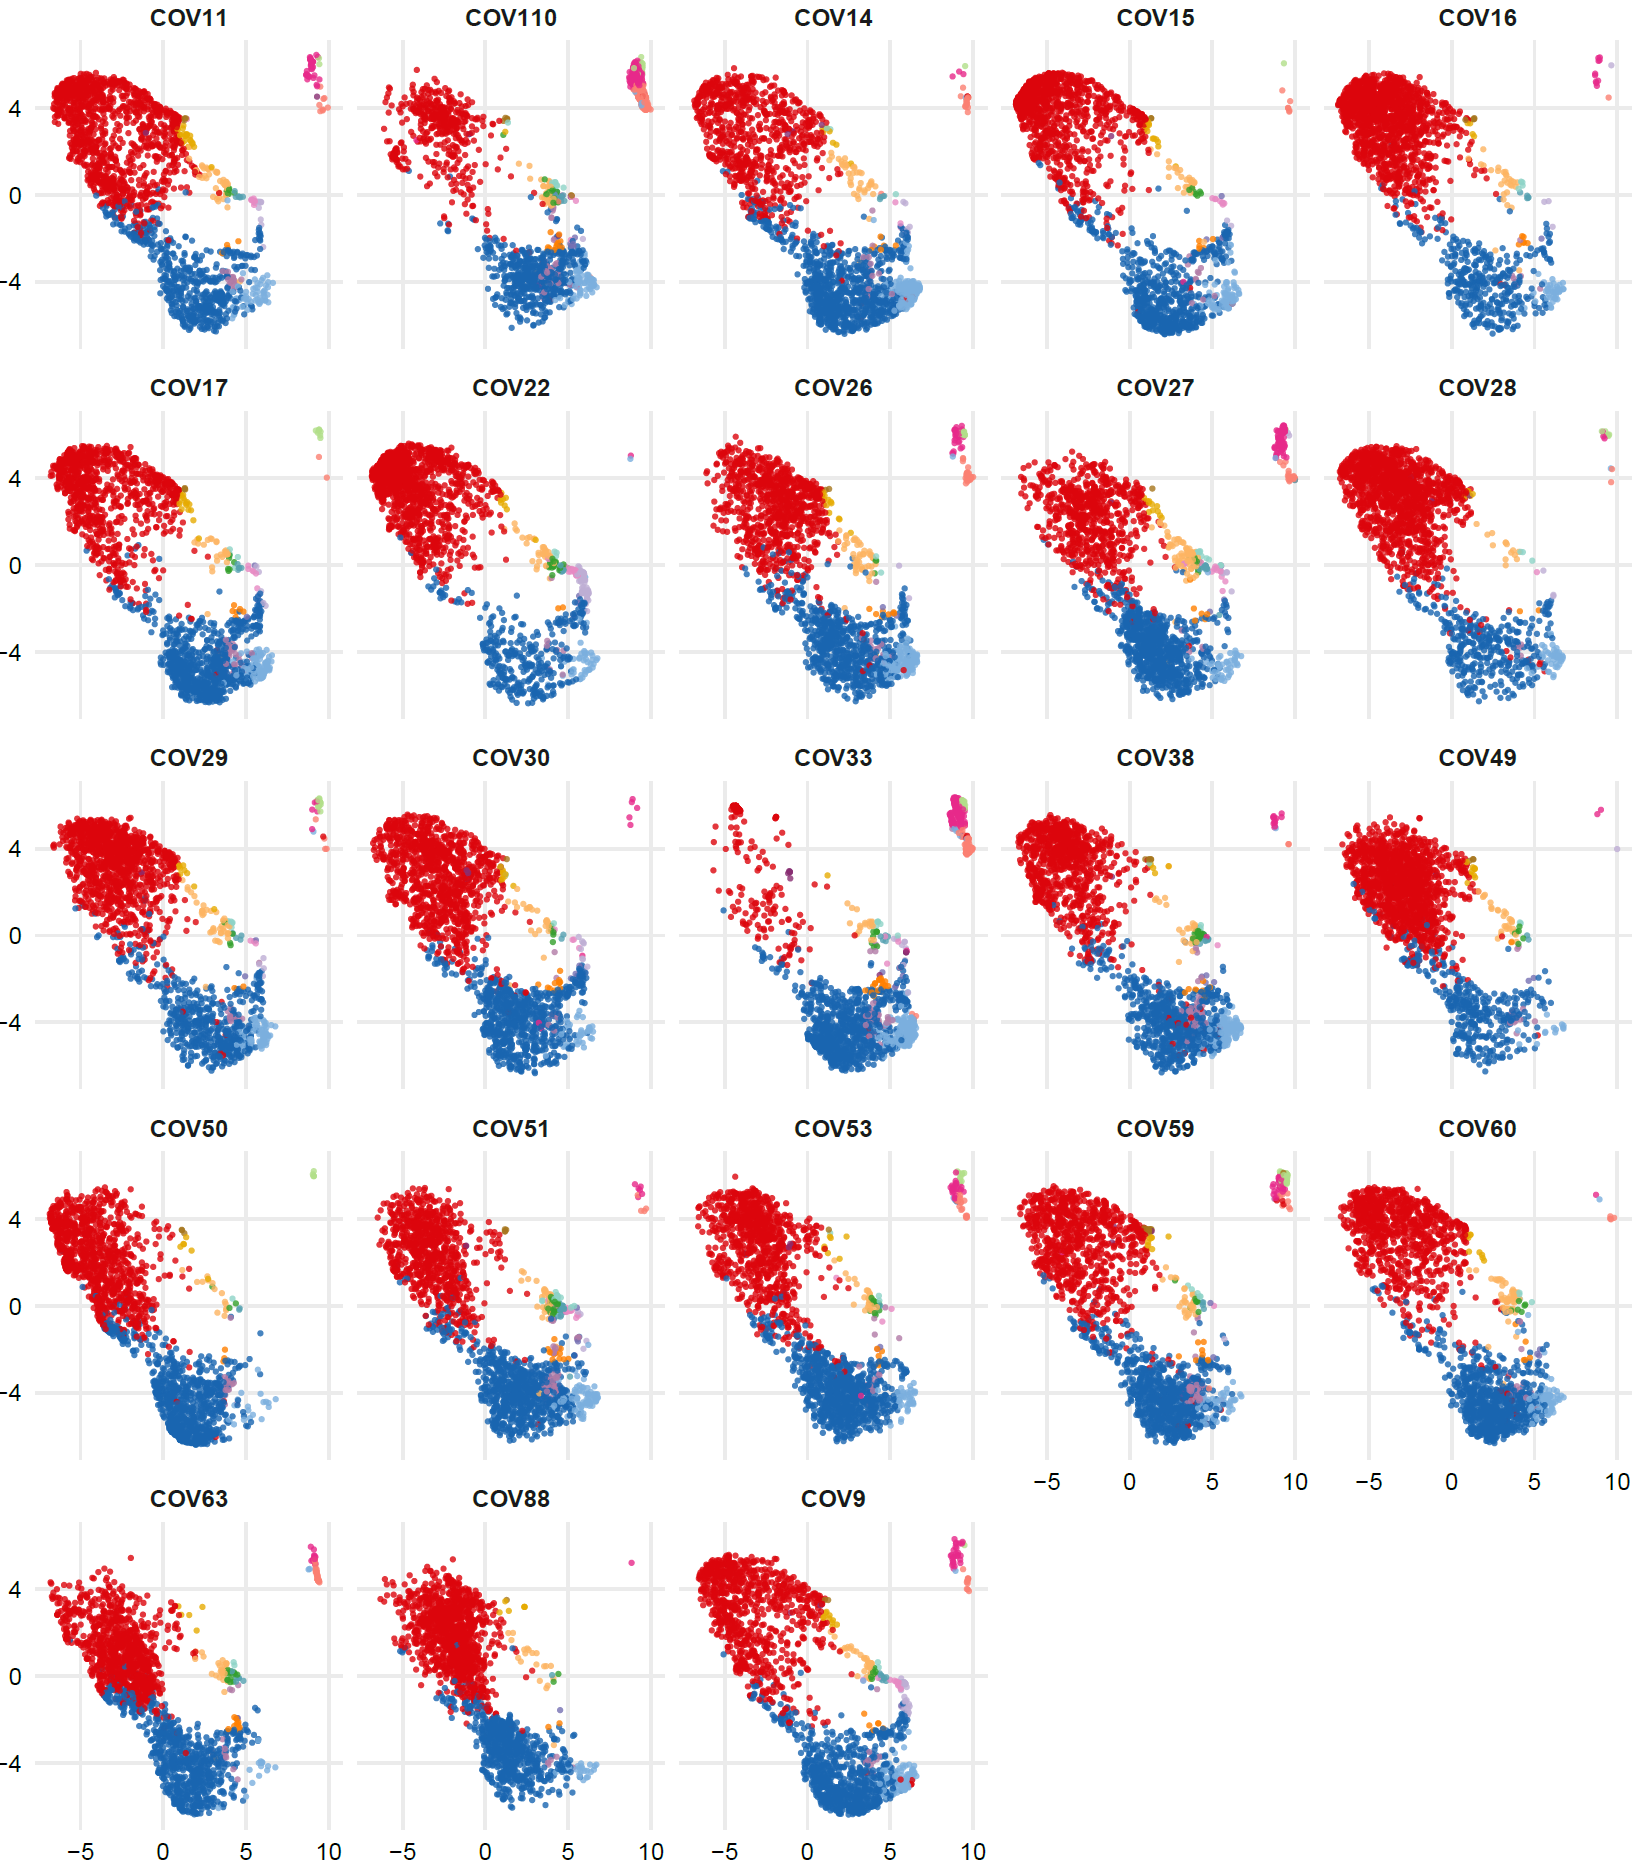 COV11 COV110 COV14 COV15 COV16
4
0
−4
COV17 COV22 COV26 COV27 COV28
4
0
−4
COV29 COV30 COV33 COV38 COV49
4
0
−4
COV50 COV51 COV53 COV59 COV60
4
0
−4
−5 0 5 10 −5 0 5 10
COV63 COV88 COV9
4
0
−4
−5 0 5 10 −5 0 5 10 −5 0 5 10